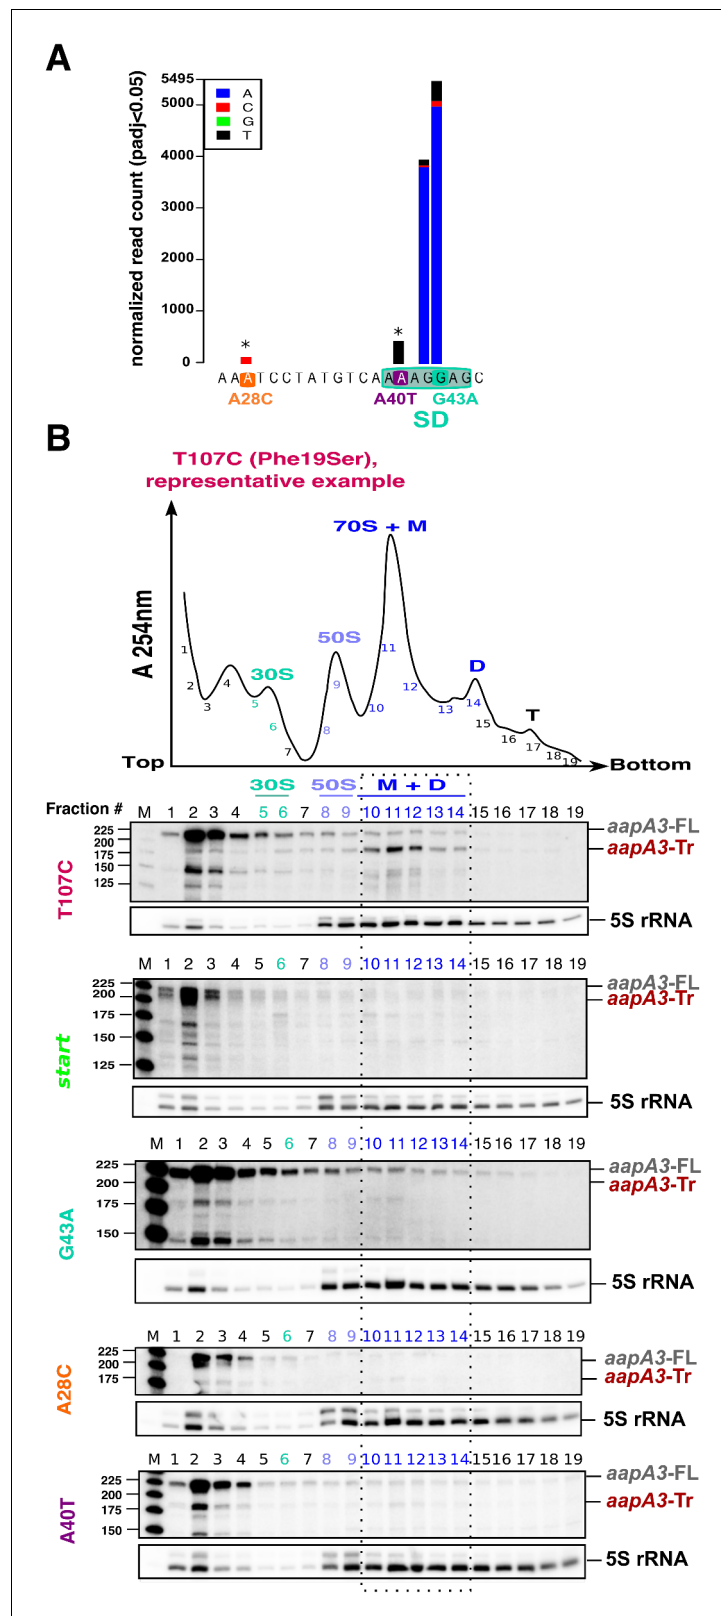 A
normalized read count (padj<0.05)
5495
5000
4000
3000
2000
1000
0
A
C
G
T
* *
AAATCCTATGTCAAAAGGAGC
A28C A40T G43A
SD
B
T107C (Phe19Ser),
representative example
A 254nm
70S + M
50S
30S
D
T
1 2 3 4 5 6 7 8 9 10 11 12 13 14 15 16 17 18 19
Top Bottom
30S 50S M + D
Fraction # M 1 2 3 4 5 6 7 8 9 10 11 12 13 14 15 16 17 18 19
T107C
225
200
175
150
125
aapA3-FL
aapA3-Tr
5S rRNA
M 1 2 3 4 5 6 7 8 9 10 11 12 13 14 15 16 17 18 19
start
225
200
175
150
125
aapA3-FL
aapA3-Tr
5S rRNA
M 1 2 3 4 5 6 7 8 9 10 11 12 13 14 15 16 17 18 19
G43A
225
200
175
150
aapA3-FL
aapA3-Tr
5S rRNA
M 1 2 3 4 5 6 7 8 9 10 11 12 13 14 15 16 17 18 19
A28C
225
200
175
aapA3-FL
aapA3-Tr
5S rRNA
M 1 2 3 4 5 6 7 8 9 10 11 12 13 14 15 16 17 18 19
A40T
225
200
175
150
aapA3-FL
aapA3-Tr
5S rRNA